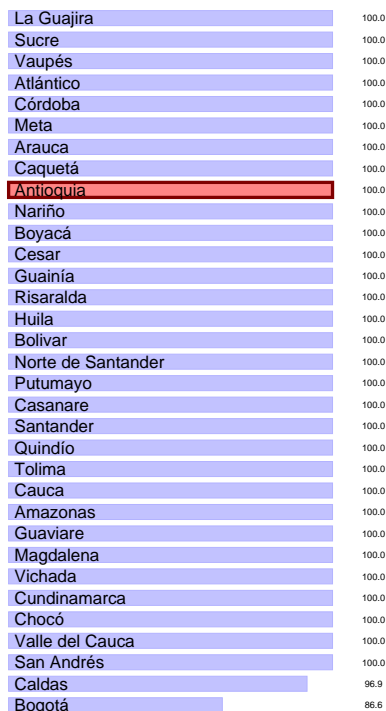 La Guajira 100.0
Sucre 100.0
Vaupés 100.0
Atlántico 100.0
Córdoba 100.0
Meta 100.0
Arauca 100.0
Caquetá 100.0
Antioquia 100.0
Nariño 100.0
Boyacá 100.0
Cesar 100.0
Guainía 100.0
Risaralda 100.0
Huila 100.0
Bolivar 100.0
Norte de Santander 100.0
Putumayo 100.0
Casanare 100.0
Santander 100.0
Quindío 100.0
Tolima 100.0
Cauca 100.0
Amazonas 100.0
Guaviare 100.0
Magdalena 100.0
Vichada 100.0
Cundinamarca 100.0
Chocó 100.0
Valle del Cauca 100.0
San Andrés 100.0
Caldas 96.9
Bogotá 86.6